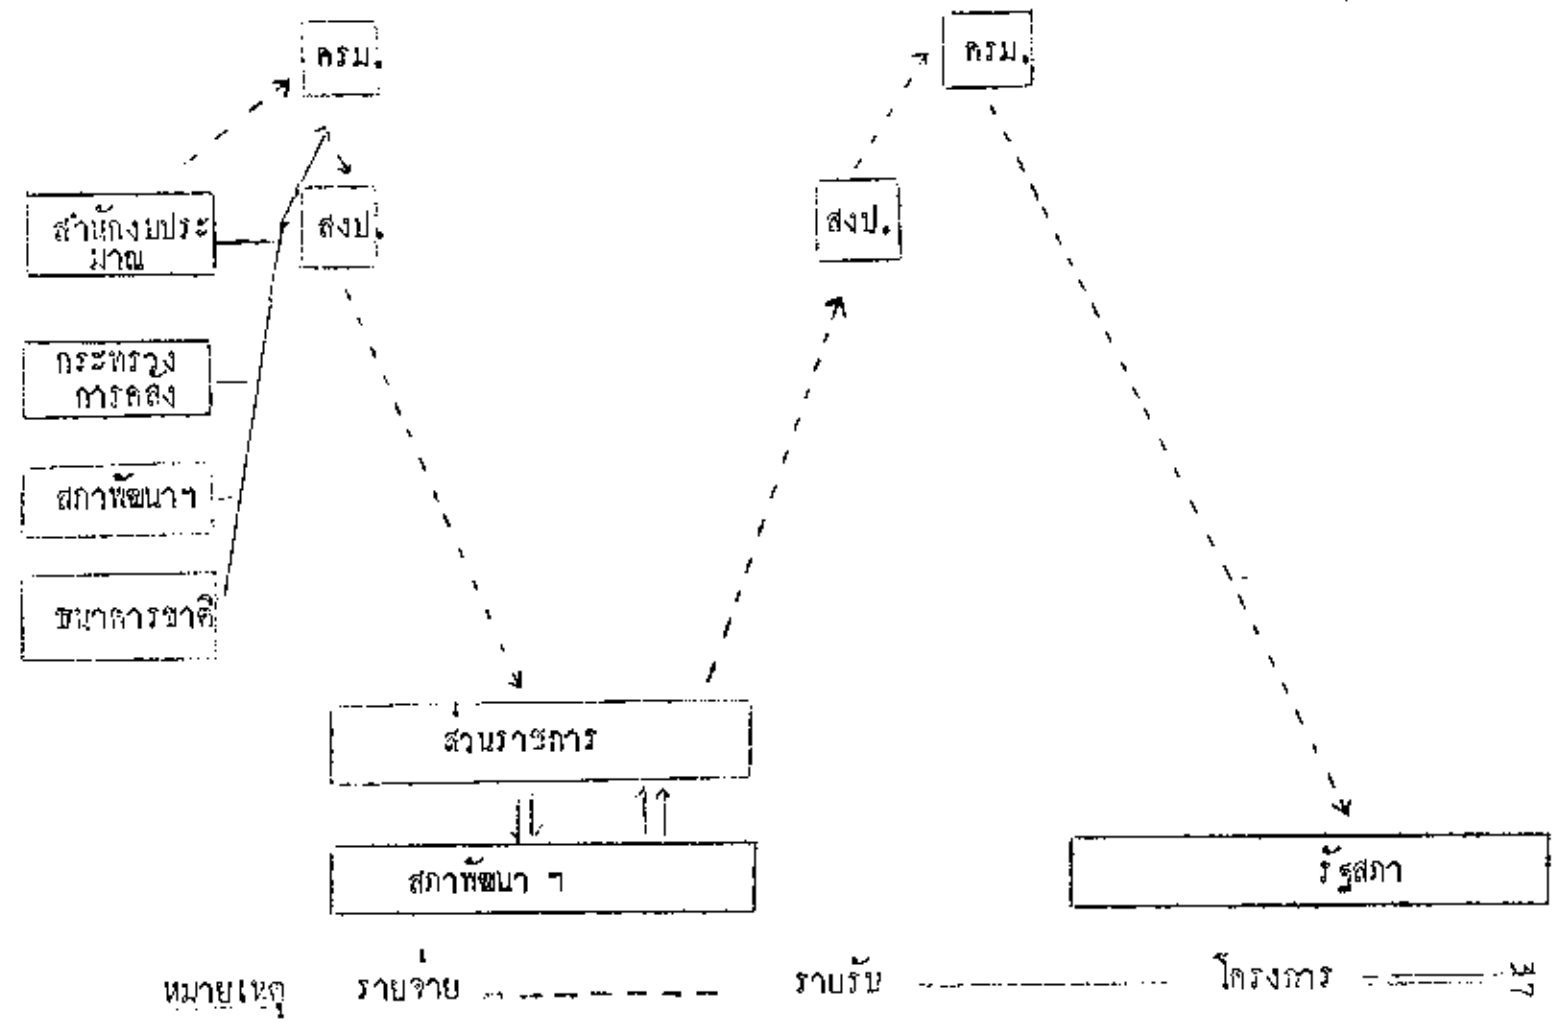 ครม.
ครม.
สำนักงบประ
มาณ
สงป.
สงป.
กระทรวง
การคลัง
สภาพัฒนาฯ
ธนาคารชาติ
ส่วนราชการ
สภาพัฒนา ฯ
รัฐสภา
หมายเหตุ รายจ่าย รายรับ โครงการ